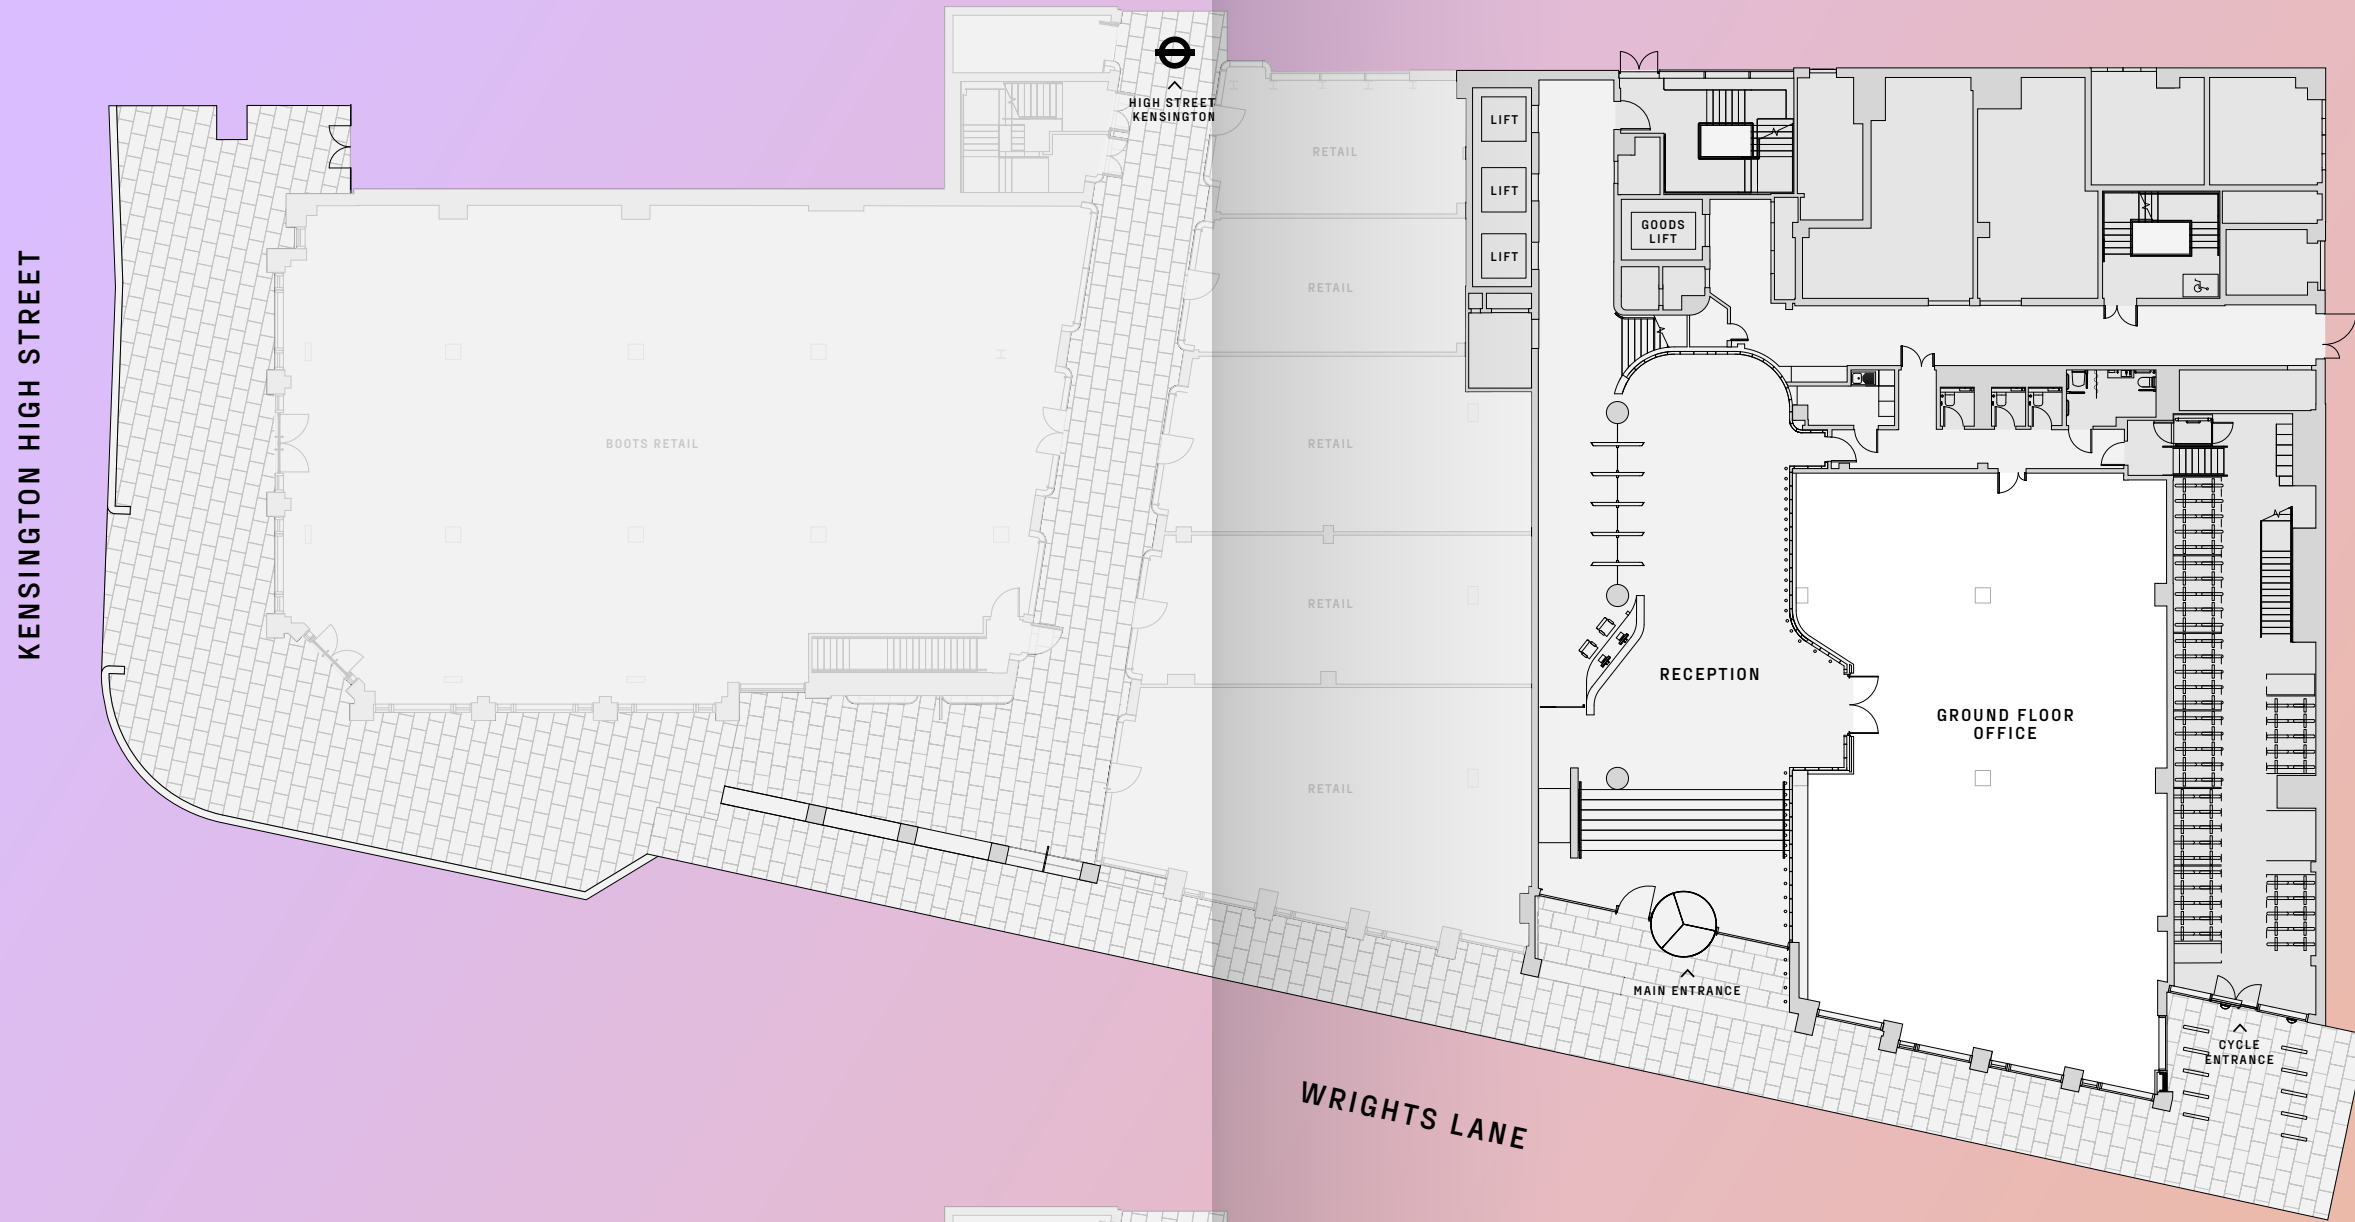 KENSINGTON HIGH STREET
HIGH STREET
KENSINGTON
BOOTS RETAIL
RETAIL
RETAIL
RETAIL
RETAIL
RETAIL
LIFT
LIFT
LIFT
GOODS
LIFT
RECEPTION
GROUND FLOOR
OFFICE
MAIN ENTRANCE
CYCLE
ENTRANCE
WRIGHTS LANE